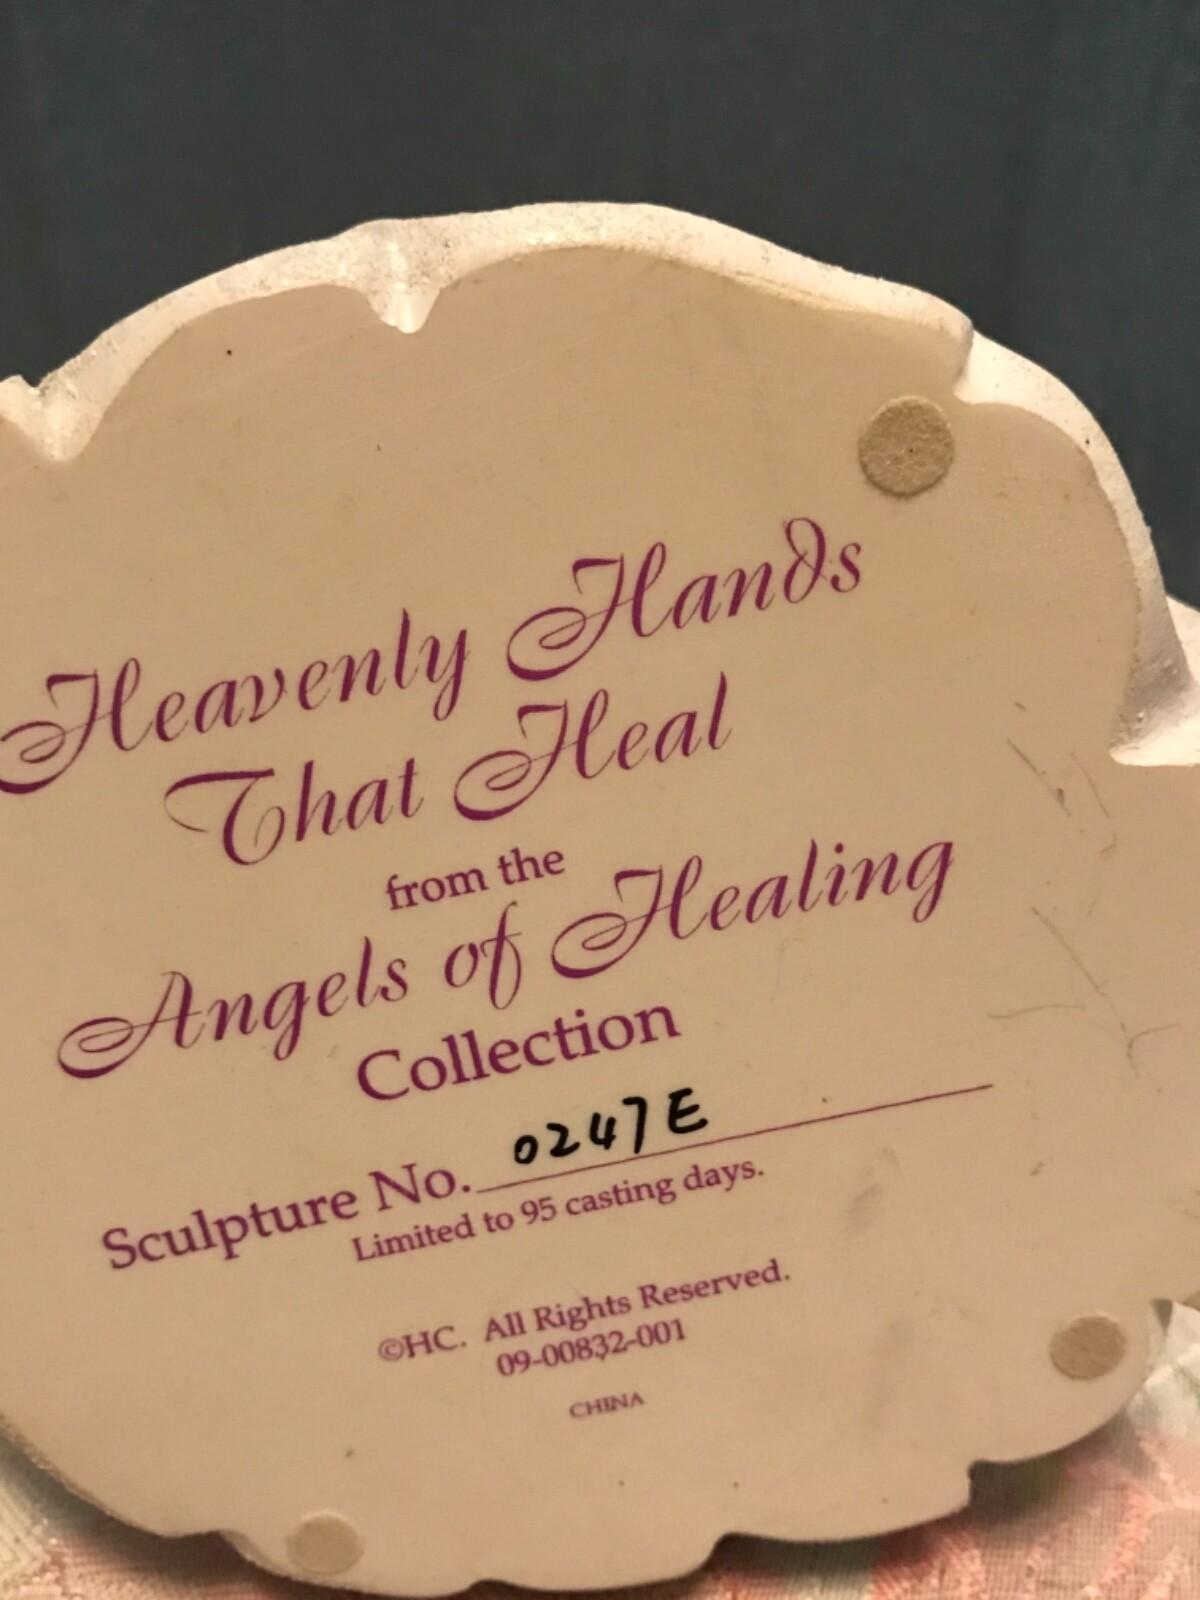 Heavenly Hands
That Heal
from the
Angels of Healing
Collection
Sculpture No. 0247E
Limited to 95 casting days.
©HC. All Rights Reserved.
09-00832-001
CHINA